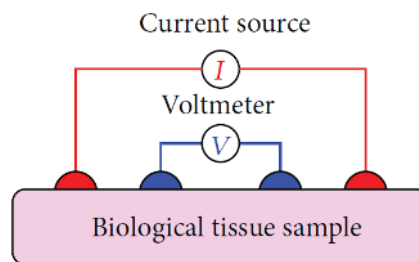 Current source
I
Voltmeter
V
Biological tissue sample